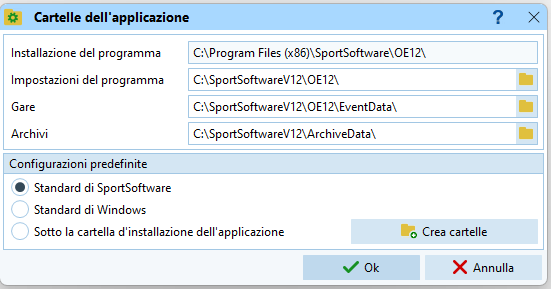 Cartelle dell'applicazione
Installazione del programma C:\Program Files (x86)\SportSoftware\OE12\
Impostazioni del programma C:\SportSoftwareV12\OE12\
Gare C:\SportSoftwareV12\OE12\EventData\
Archivi C:\SportSoftwareV12\ArchiveData\
Configurazioni predefinite
Standard di SportSoftware
Standard di Windows
Sotto la cartella d'installazione dell'applicazione Crea cartelle
Ok Annulla